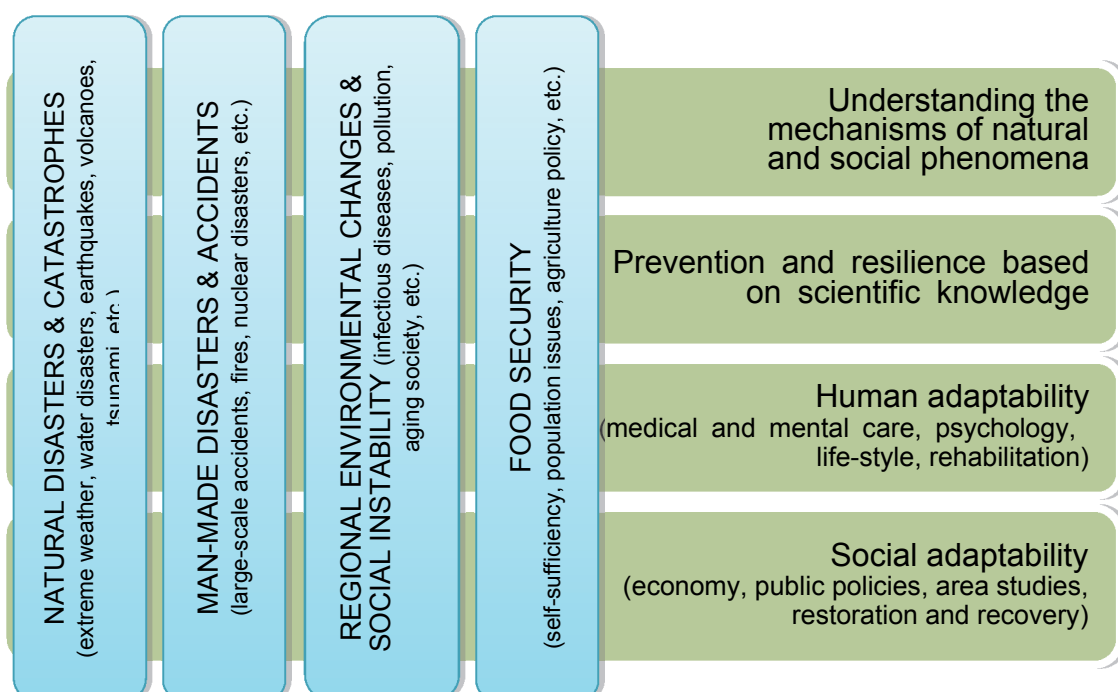 NATURAL DISASTERS & CATASTROPHES
(extreme weather, water disasters, earthquakes, volcanoes,
tsunami, etc.)
MAN-MADE DISASTERS & ACCIDENTS
(large-scale accidents, fires, nuclear disasters, etc.)
REGIONAL ENVIRONMENTAL CHANGES &
SOCIAL INSTABILITY (infectious diseases, pollution,
aging society, etc.)
FOOD SECURITY
(self-sufficiency, population issues, agriculture policy, etc.)
Understanding the
mechanisms of natural
and social phenomena
Prevention and resilience based
on scientific knowledge
Human adaptability
(medical and mental care, psychology,
life-style, rehabilitation)
Social adaptability
(economy, public policies, area studies,
restoration and recovery)